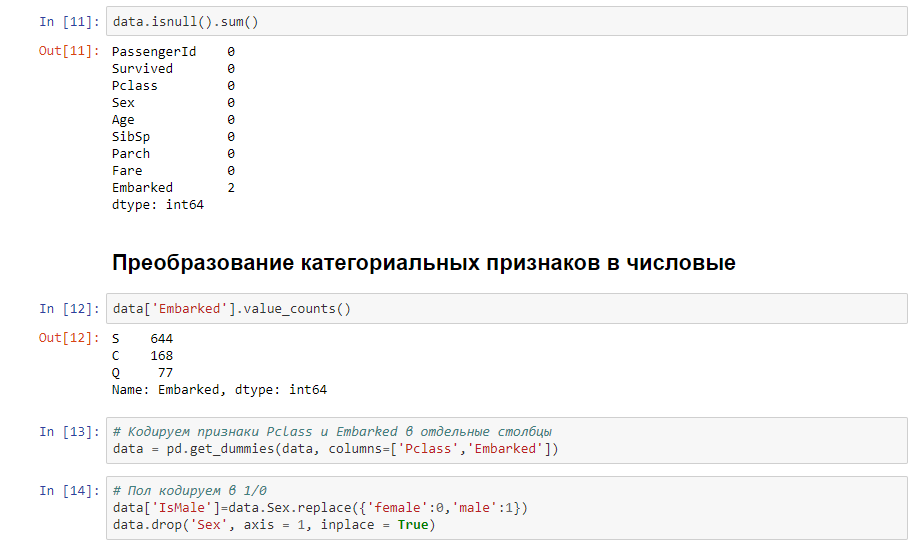 In [11]: data.isnull().sum()
Out[11]: PassengerId    0
Survived       0
Pclass         0
Sex            0
Age            0
SibSp          0
Parch          0
Fare           0
Embarked       2
dtype: int64
Преобразование категориальных признаков в числовые
In [12]: data['Embarked'].value_counts()
Out[12]: S    644
C    168
Q     77
Name: Embarked, dtype: int64
In [13]: # Кодируем признаки Pclass и Embarked в отдельные столбцы
data = pd.get_dummies(data, columns=['Pclass','Embarked'])
In [14]: # Пол кодируем в 1/0
data['IsMale']=data.Sex.replace({'female':0,'male':1})
data.drop('Sex', axis = 1, inplace = True)